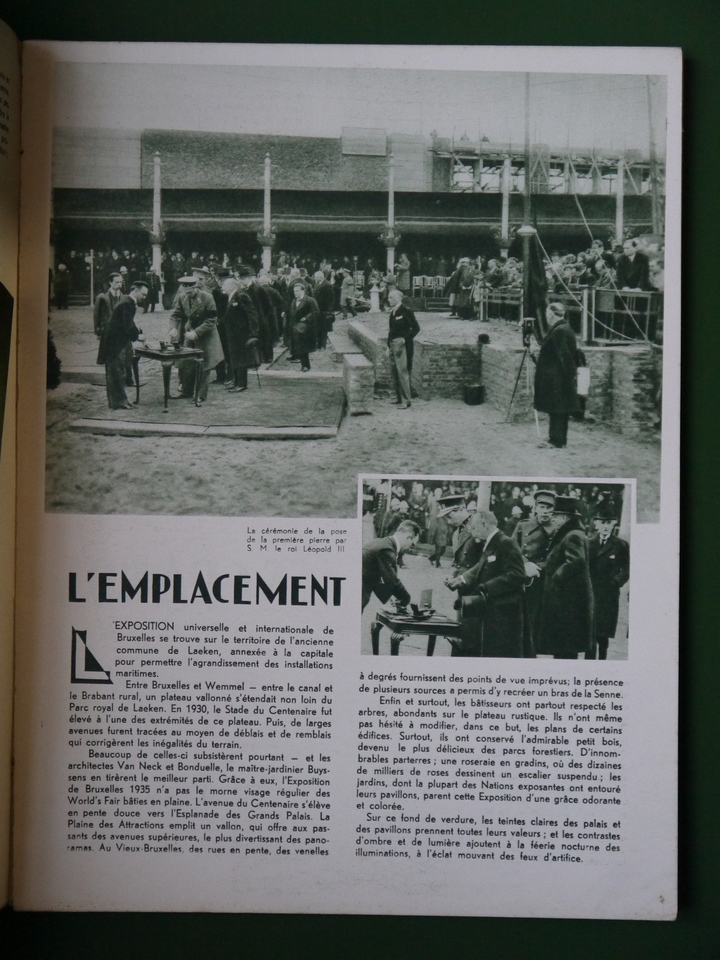 La cérémonie de la pose
de la première pierre par
S. M. le roi Léopold III
L'EMPLACEMENT
L'EXPOSITION universelle et internationale de
Bruxelles se trouve sur le territoire de l'ancienne
commune de Laeken, annexée à la capitale
pour permettre l'agrandissement des installations
maritimes.
Entre Bruxelles et Wemmel — entre le canal et
le Brabant rural, un plateau vallonné s'étendait non loin du
Parc royal de Laeken. En 1930, le Stade du Centenaire fut
élevé à l'une des extrémités de ce plateau. Puis, de larges
avenues furent tracées au moyen de déblais et de remblais
qui corrigèrent les inégalités du terrain.
Beaucoup de celles-ci subsistèrent pourtant — et les
architectes Van Neck et Bonduelle, le maître-jardinier Buys-
sens en tirèrent le meilleur parti. Grâce à eux, l'Exposition
de Bruxelles 1935 n'a pas le morne visage régulier des
World's Fair bâties en plaine. L'avenue du Centenaire s'élève
en pente douce vers l'Esplanade des Grands Palais. La
Plaine des Attractions emplit un vallon, qui offre aux pas-
sants des avenues supérieures, le plus divertissant des pano-
ramas. Au Vieux-Bruxelles, des rues en pente, des venelles
à degrés fournissent des points de vue imprévus; la présence
de plusieurs sources a permis d'y recréer un bras de la Senne.
Enfin et surtout, les bâtisseurs ont partout respecté les
arbres, abondants sur le plateau rustique. Ils n'ont même
pas hésité à modifier, dans ce but, les plans de certains
édifices. Surtout, ils ont conservé l'admirable petit bois,
devenu le plus délicieux des parcs forestiers. D'innom-
brables parterres; une roseraie en gradins, où des dizaines
de milliers de roses dessinent un escalier suspendu; les
jardins, dont la plupart des Nations exposantes ont entouré
leurs pavillons, parent cette Exposition d'une grâce odorante
et colorée.
Sur ce fond de verdure, les teintes claires des palais et
des pavillons prennent toutes leurs valeurs; et les contrastes
d'ombre et de lumière ajoutent à la féerie nocturne des
illuminations, à l'éclat mouvant des feux d'artifice.